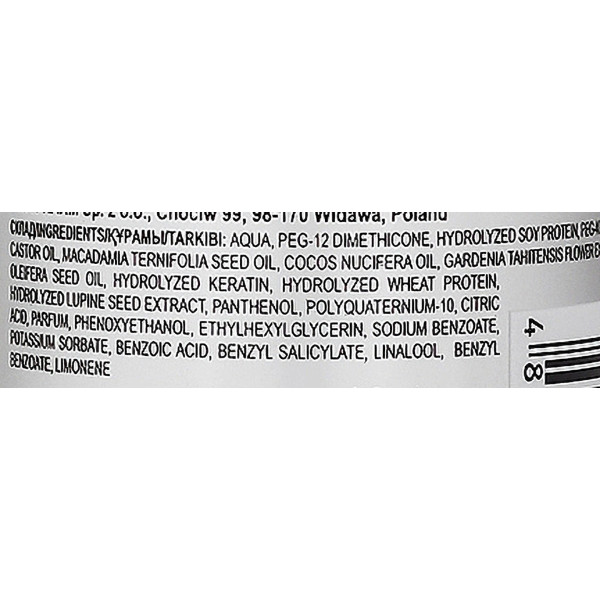 Sp. z o.o., Chociw 99, 98-170 Widawa, Poland
СКЛАД/INGREDIENTS/ҚҰРАМЫ/TARKIBI: AQUA, PEG-12 DIMETHICONE, HYDROLYZED SOY PROTEIN,
CASTOR OIL, MACADAMIA TERNIFOLIA SEED OIL, COCOS NUCIFERA OIL, GARDENIA TAHITENSIS FLOWER
OLEIFERA SEED OIL, HYDROLYZED KERATIN, HYDROLYZED WHEAT PROTEIN,
HYDROLYZED LUPINE SEED EXTRACT, PANTHENOL, POLYQUATERNIUM-10, CITRIC
ACID, PARFUM, PHENOXYETHANOL, ETHYLHEXYLGLYCERIN, SODIUM BENZOATE,
POTASSIUM SORBATE, BENZOIC ACID, BENZYL SALICYLATE, LINALOOL, BENZYL
BENZOATE, LIMONENE
4 8